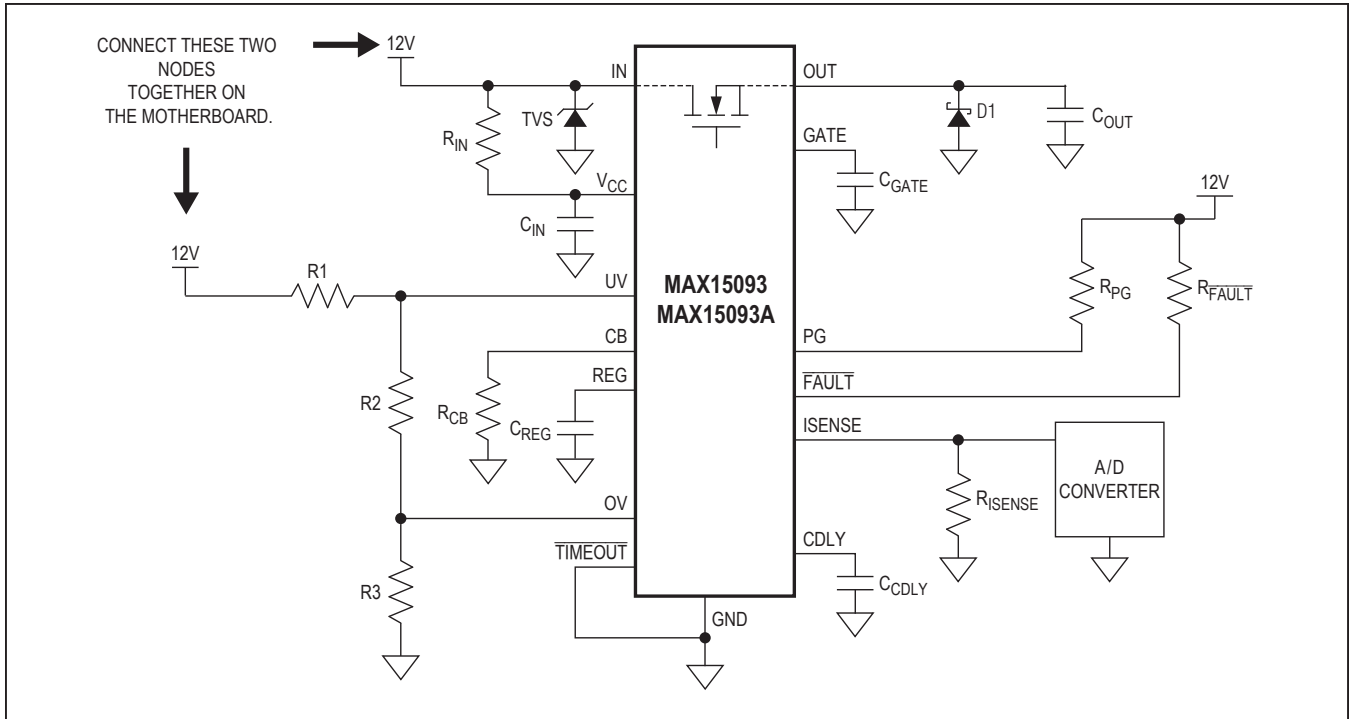 CONNECT THESE TWO
NODES
TOGETHER ON
THE MOTHERBOARD.
12V
IN
OUT
TVS
D1
COUT
RIN
GATE
CGATE
VCC
CIN
12V
12V
R1
UV
MAX15093
MAX15093A
RPG
RFAULT
CB
PG
REG
FAULT
R2
RCB
CREG
ISENSE
A/D
CONVERTER
RISENSE
OV
TIMEOUT
CDLY
CCDLY
R3
GND